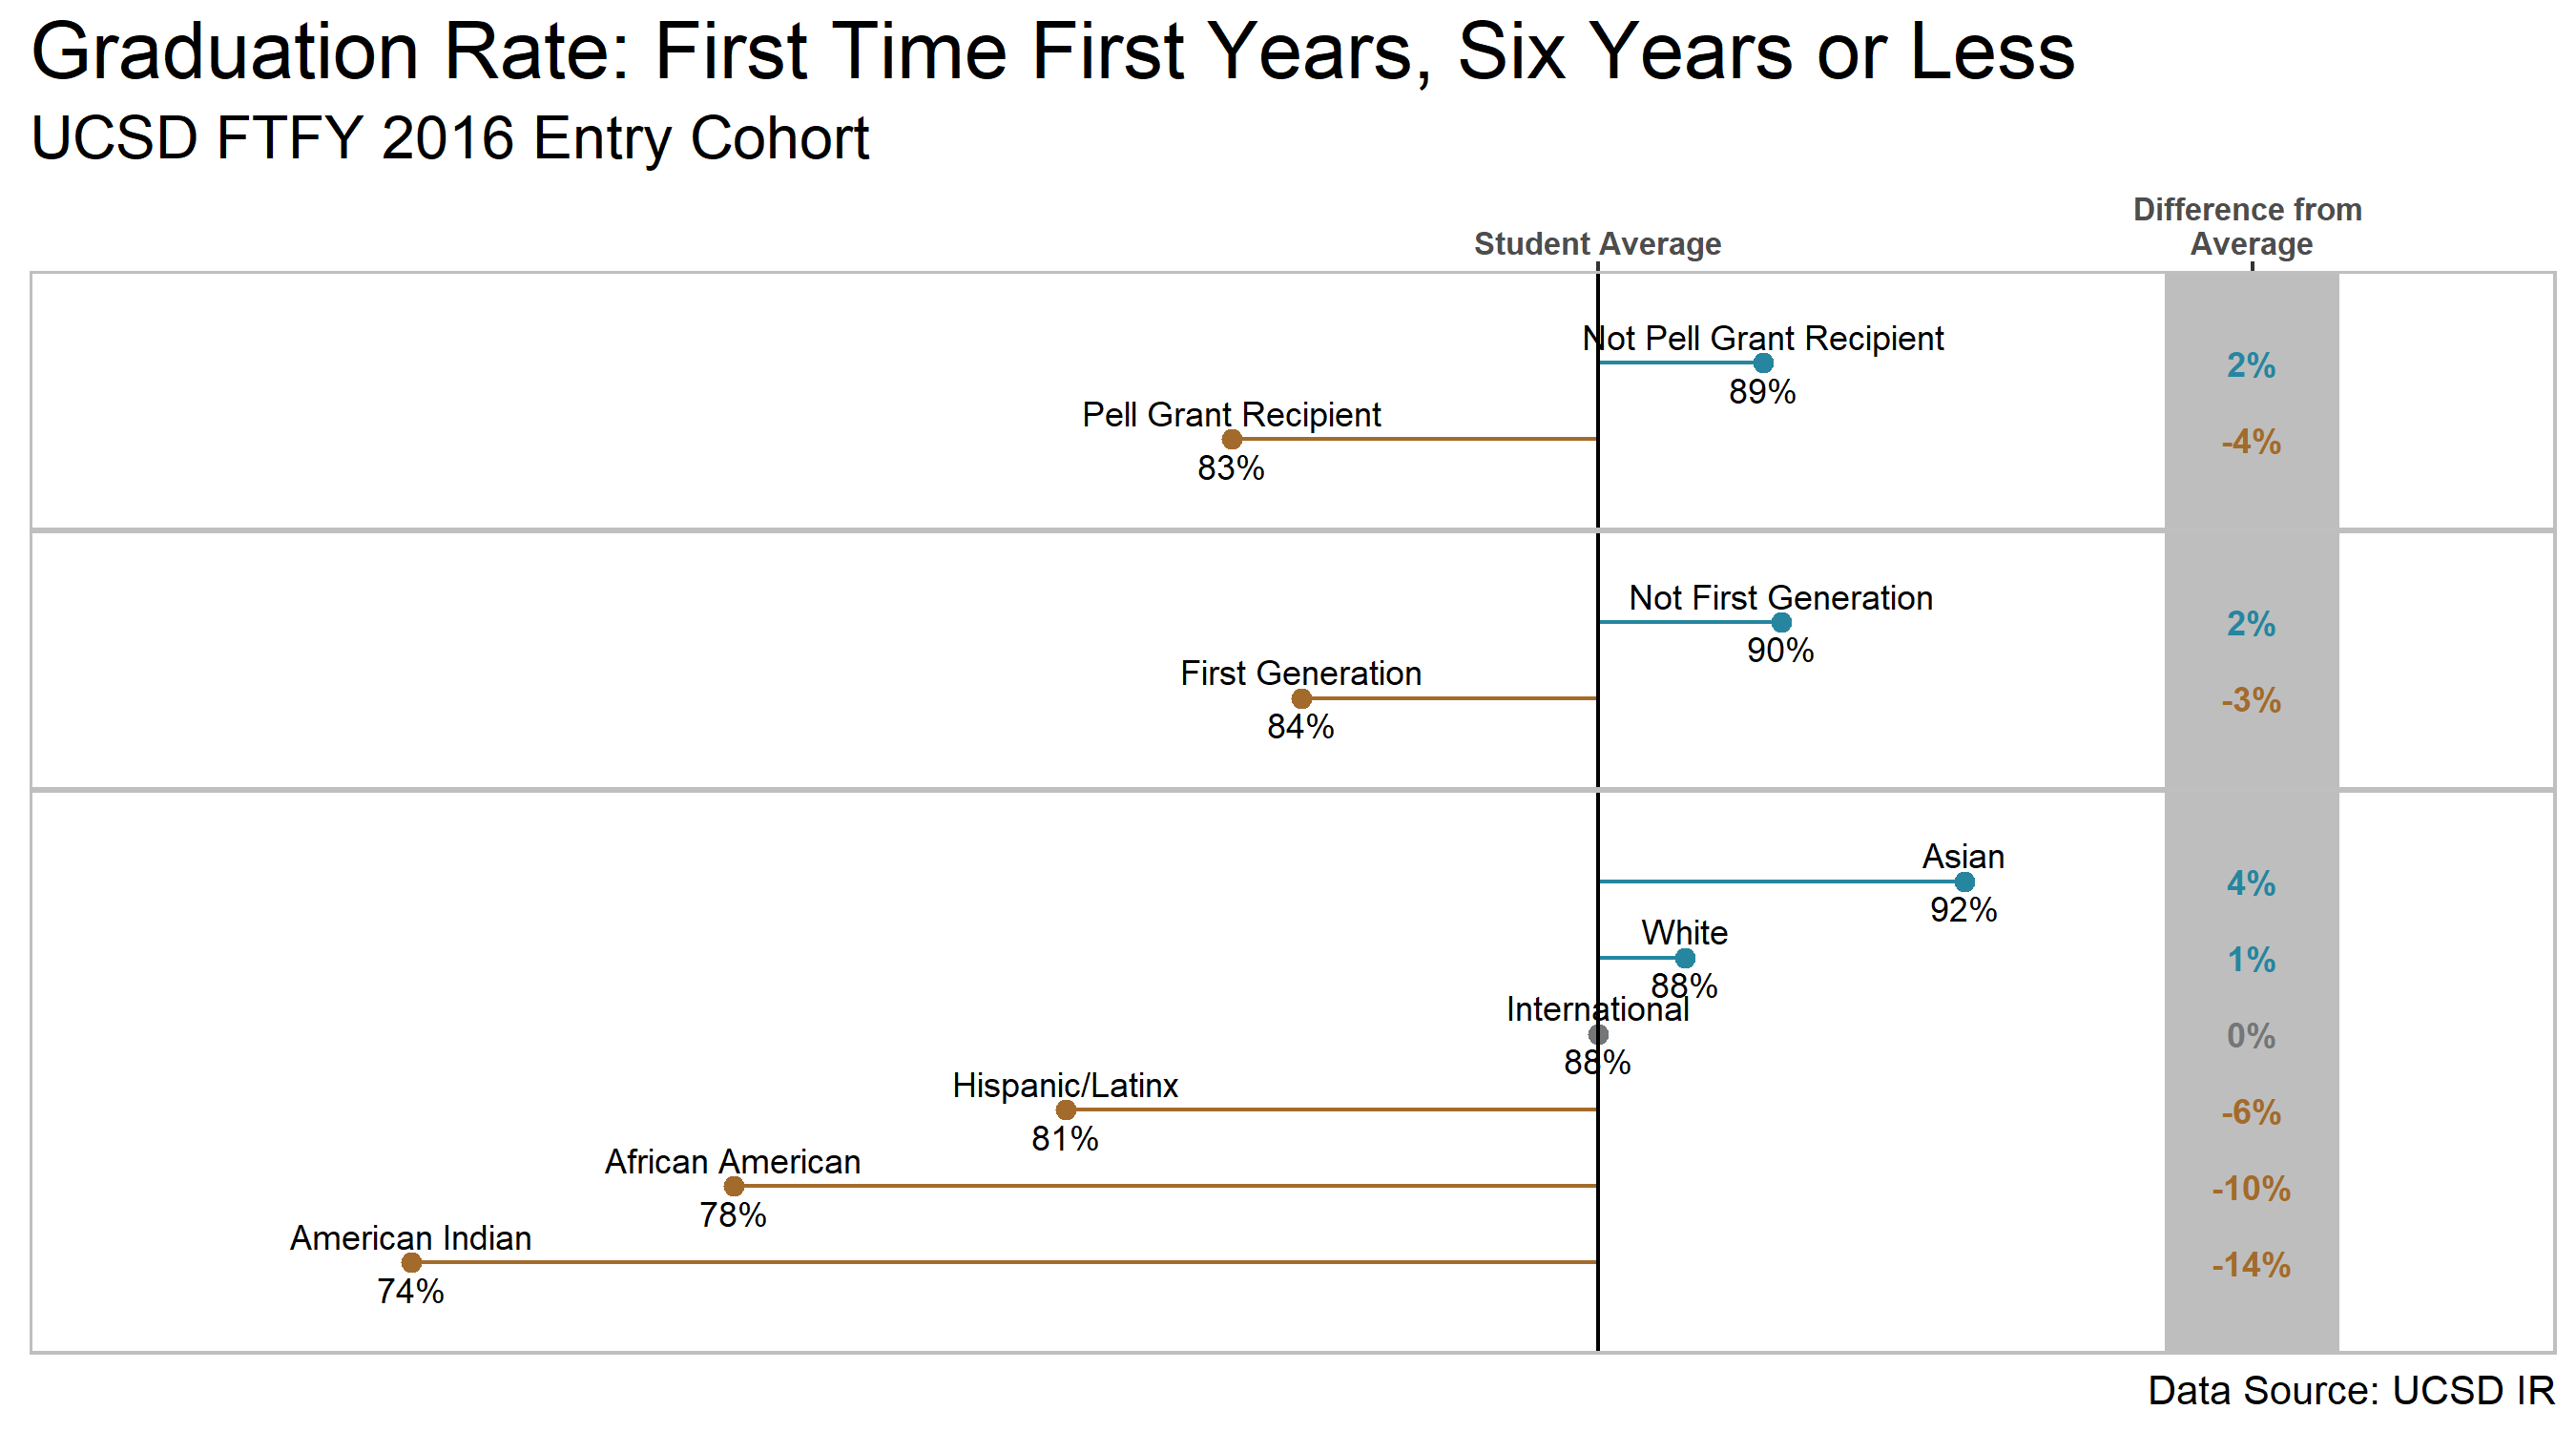 Graduation Rate: First Time First Years, Six Years or Less
UCSD FTFY 2016 Entry Cohort
Difference from
Student Average
Average
Not Pell Grant Recipient
2%
89%
Pell Grant Recipient
-4%
83%
Not First Generation
2%
90%
First Generation
-3%
84%
Asian
4%
92%
White
1%
88%
International
0%
88%
Hispanic/Latinx
-6%
81%
African American
-10%
78%
American Indian
-14%
74%
Data Source: UCSD IR